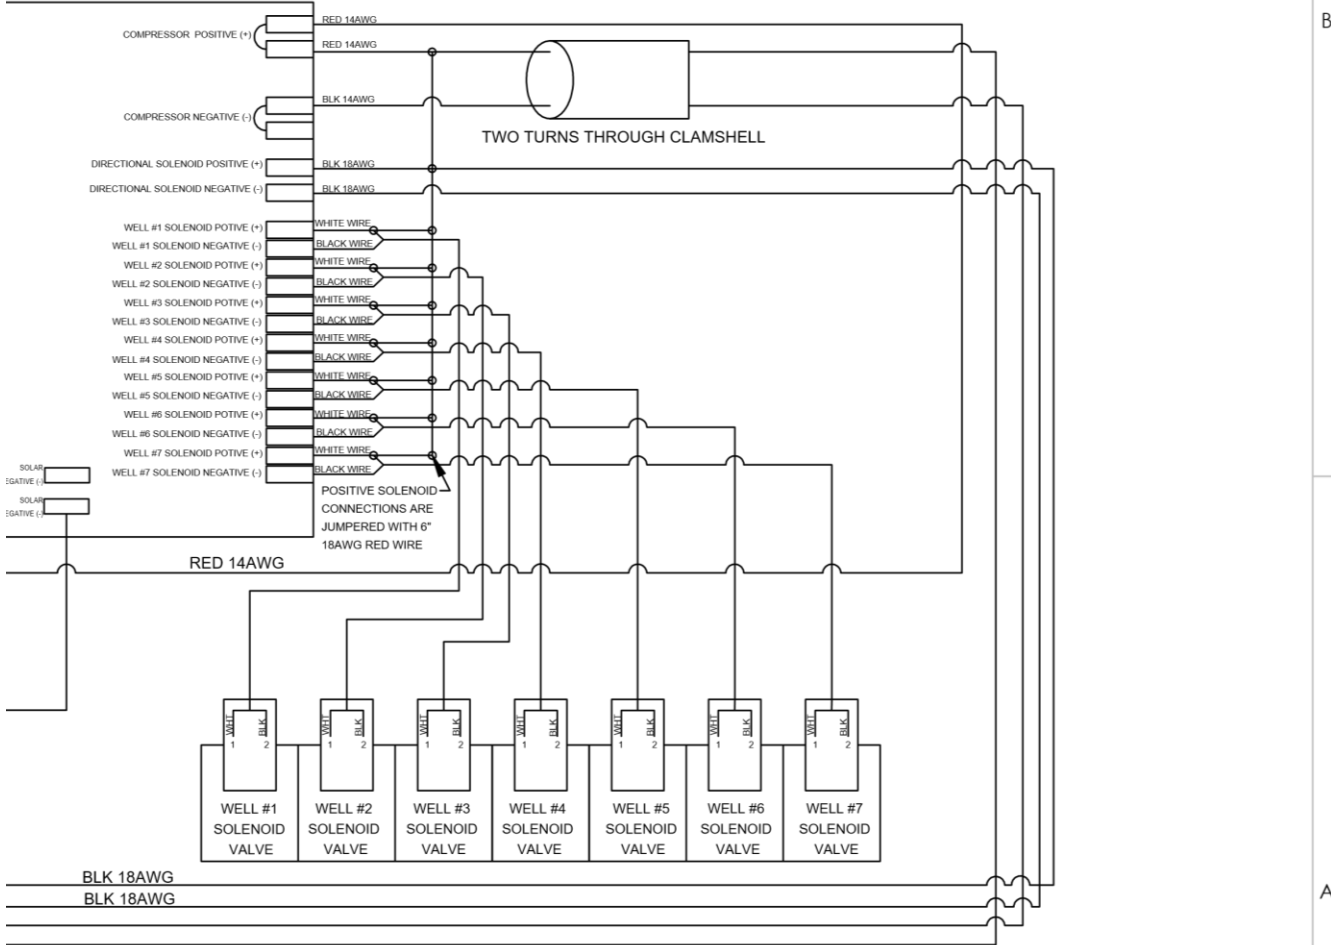 RED 14AWG
B
COMPRESSOR POSITIVE (+)
RED 14AWG
BLK 14AWG
COMPRESSOR NEGATIVE (-)
TWO TURNS THROUGH CLAMSHELL
DIRECTIONAL SOLENOID POSITIVE (+)
BLK 18AWG
DIRECTIONAL SOLENOID NEGATIVE (-)
BLK 18AWG
WELL #1 SOLENOID POTIVE (+)
WHITE WIRE
WELL #1 SOLENOID NEGATIVE (-)
BLACK WIRE
WELL #2 SOLENOID POTIVE (+)
WHITE WIRE
WELL #2 SOLENOID NEGATIVE (-)
BLACK WIRE
WELL #3 SOLENOID POTIVE (+)
WHITE WIRE
WELL #3 SOLENOID NEGATIVE (-)
BLACK WIRE
WELL #4 SOLENOID POTIVE (+)
WHITE WIRE
WELL #4 SOLENOID NEGATIVE (-)
BLACK WIRE
WELL #5 SOLENOID POTIVE (+)
WHITE WIRE
WELL #5 SOLENOID NEGATIVE (-)
BLACK WIRE
WELL #6 SOLENOID POTIVE (+)
WHITE WIRE
WELL #6 SOLENOID NEGATIVE (-)
BLACK WIRE
WELL #7 SOLENOID POTIVE (+)
WHITE WIRE
WELL #7 SOLENOID NEGATIVE (-)
BLACK WIRE
SOLAR
EGATIVE (-)
SOLAR
EGATIVE (-)
POSITIVE SOLENOID
CONNECTIONS ARE
JUMPERED WITH 6"
18AWG RED WIRE
RED 14AWG
WHT BLK
1 2
WHT BLK
1 2
WHT BLK
1 2
WHT BLK
1 2
WHT BLK
1 2
WHT BLK
1 2
WHT BLK
1 2
WELL #1
SOLENOID
VALVE
WELL #2
SOLENOID
VALVE
WELL #3
SOLENOID
VALVE
WELL #4
SOLENOID
VALVE
WELL #5
SOLENOID
VALVE
WELL #6
SOLENOID
VALVE
WELL #7
SOLENOID
VALVE
BLK 18AWG
BLK 18AWG
A